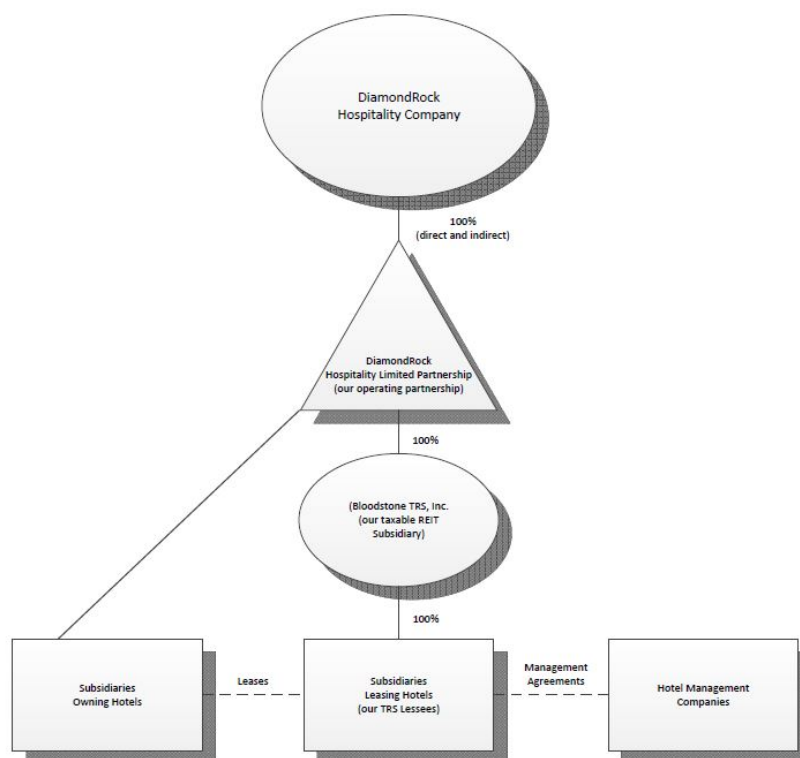 DiamondRock
Hospitality Company
100%
(direct and indirect)
DiamondRock
Hospitality Limited Partnership
(our operating partnership)
100%
(Bloodstone TRS, Inc.
(our taxable REIT
Subsidiary)
100%
Subsidiaries
Owning Hotels
Leases
Subsidiaries
Leasing Hotels
(our TRS Lessees)
Management
Agreements
Hotel Management
Companies